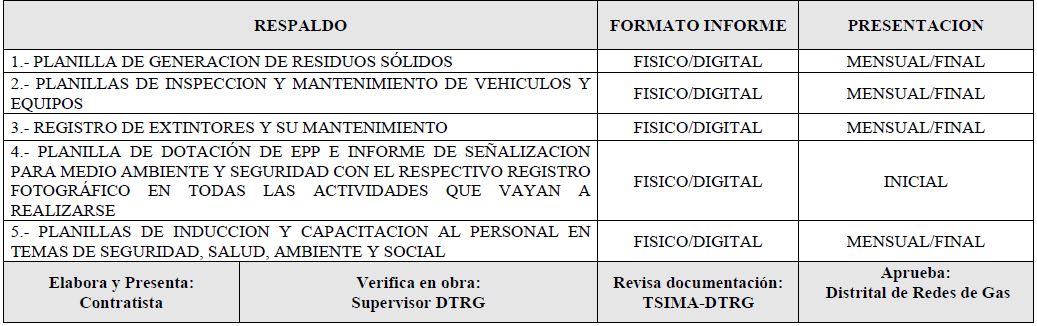 RESPALDO FORMATO INFORME PRESENTACION
1.- PLANILLA DE GENERACION DE RESIDUOS SÓLIDOS FISICO/DIGITAL MENSUAL/FINAL
2.- PLANILLAS DE INSPECCION Y MANTENIMIENTO DE VEHICULOS Y
EQUIPOS FISICO/DIGITAL MENSUAL/FINAL
3.- REGISTRO DE EXTINTORES Y SU MANTENIMIENTO FISICO/DIGITAL MENSUAL/FINAL
4.- PLANILLA DE DOTACIÓN DE EPP E INFORME DE SEÑALIZACION
PARA MEDIO AMBIENTE Y SEGURIDAD CON EL RESPECTIVO REGISTRO
FOTOGRÁFICO EN TODAS LAS ACTIVIDADES QUE VAYAN A
REALIZARSE FISICO/DIGITAL INICIAL
5.- PLANILLAS DE INDUCCION Y CAPACITACION AL PERSONAL EN
TEMAS DE SEGURIDAD, SALUD, AMBIENTE Y SOCIAL FISICO/DIGITAL MENSUAL/FINAL
Elabora y Presenta:
Contratista
Verifica en obra:
Supervisor DTRG
Revisa documentación:
TSIMA-DTRG
Aprueba:
Distrital de Redes de Gas